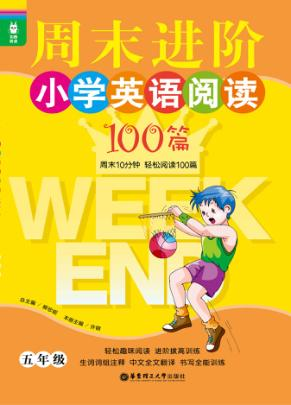 周末进阶
小学英语阅读
100篇
周末10分钟 轻松阅读100篇
WEEK
END
五年级
轻松趣味阅读 进阶拔高训练
生词词组注释 中文全文翻译 书写全能训练
华东理工大学出版社